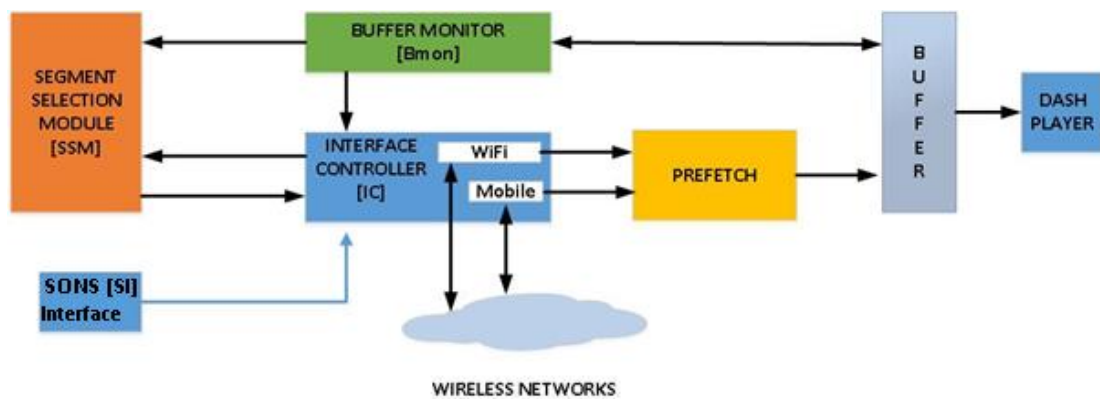 BUFFER MONITOR
[Bmon]
SEGMENT
SELECTION
MODULE
[SSM]
INTERFACE
CONTROLLER
[IC]
WiFi
Mobile
PREFETCH
B
U
F
F
E
R
DASH
PLAYER
SONS [SI]
Interface
WIRELESS NETWORKS